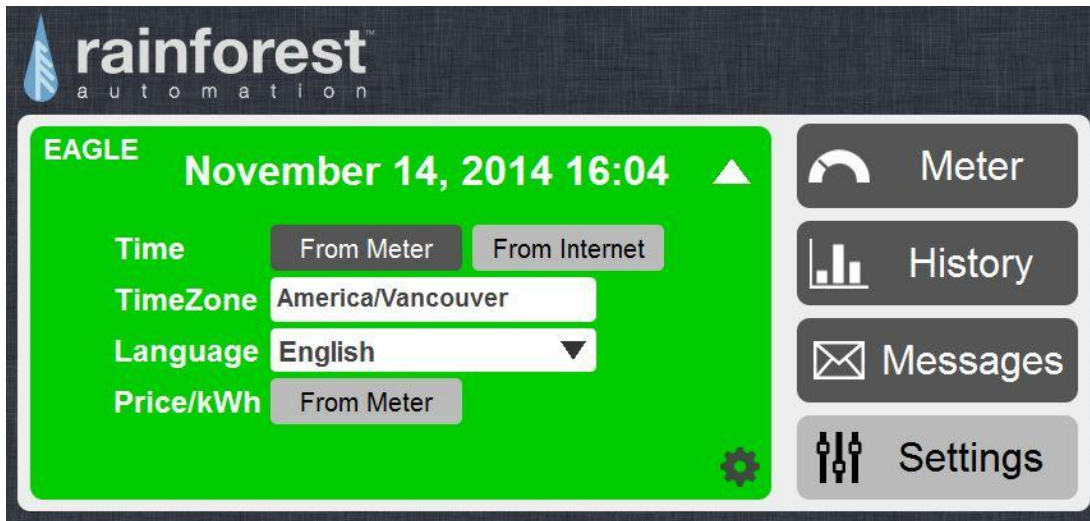 rainforest™
automation
EAGLE
November 14, 2014 16:04
Time From Meter From Internet
TimeZone America/Vancouver
Language English
Price/kWh From Meter
Meter
History
Messages
Settings